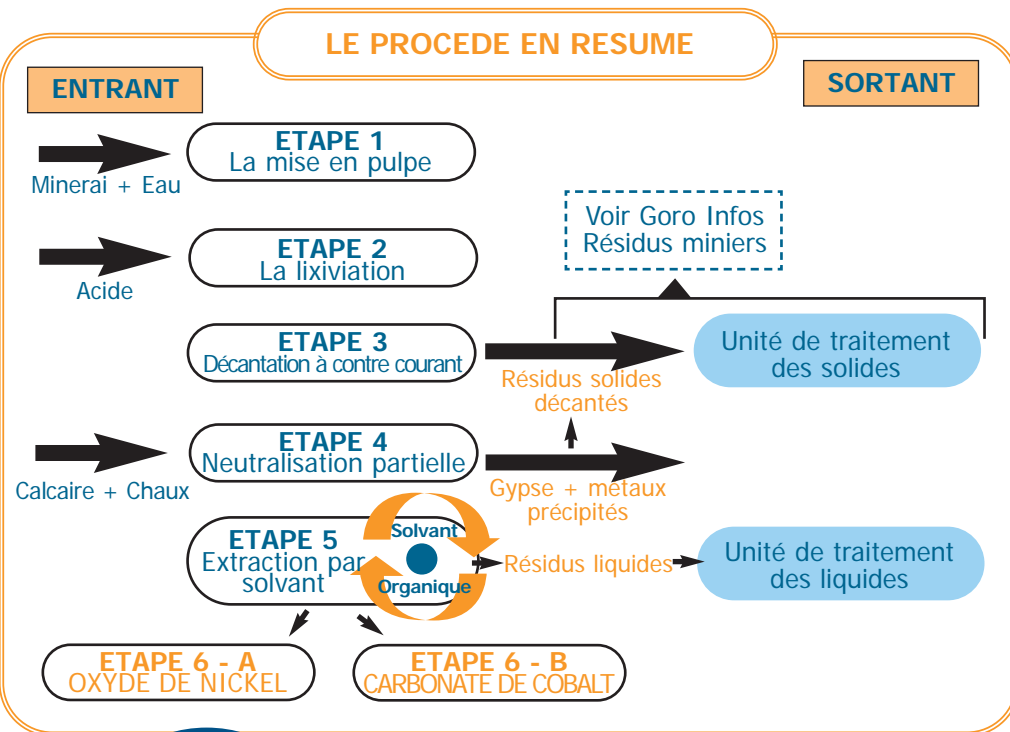 LE PROCEDE EN RESUME
ENTRANT
SORTANT
ETAPE 1
La mise en pulpe
Minerai + Eau
Voir Goro Infos
Résidus miniers
ETAPE 2
La lixiviation
Acide
ETAPE 3
Décantation à contre courant
Résidus solides
décantés
Unité de traitement
des solides
ETAPE 4
Neutralisation partielle
Calcaire + Chaux
Gypse + métaux
précipités
ETAPE 5
Extraction par
solvant
Solvant
Organique
Résidus liquides
Unité de traitement
des liquides
ETAPE 6 - A
OXYDE DE NICKEL
ETAPE 6 - B
CARBONATE DE COBALT